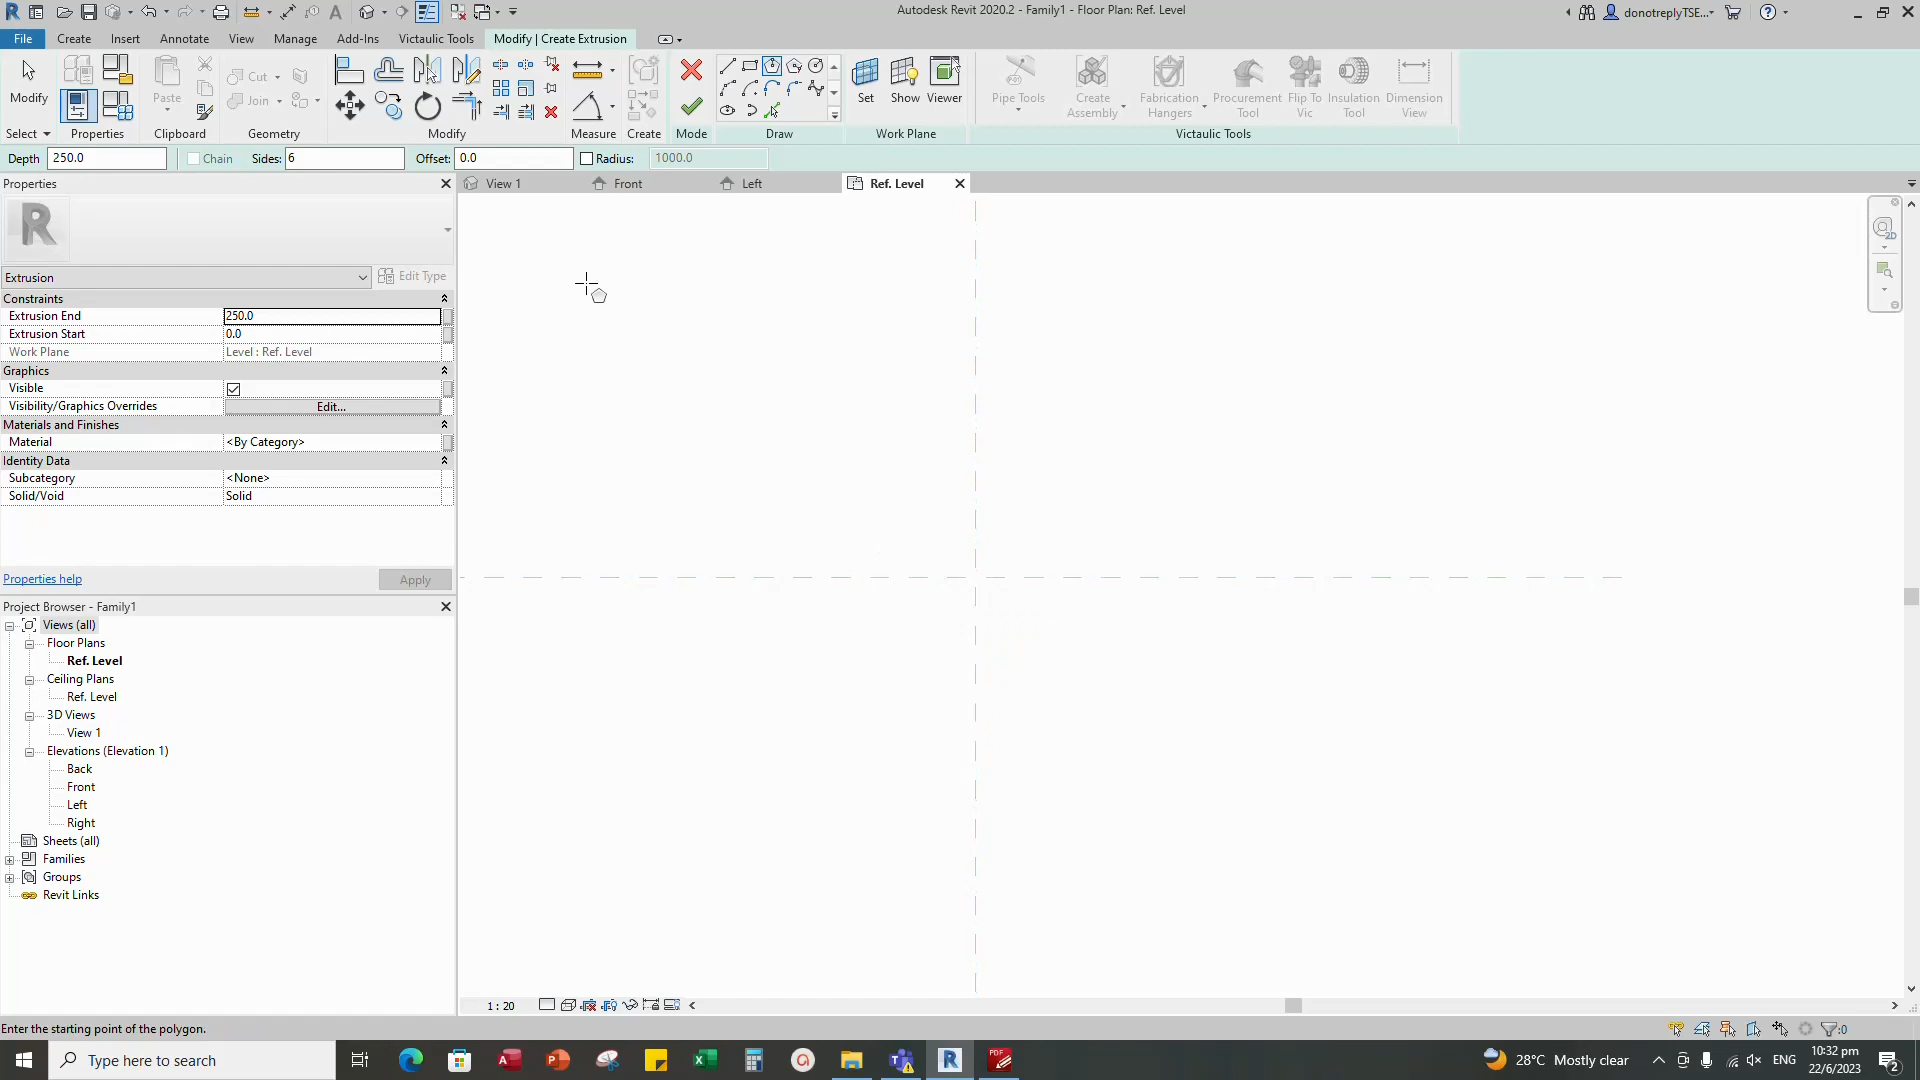 Autodesk Revit 2020.2 - Family1 - Floor Plan: Ref. Level
donotreplyTSE...
File Create Insert Annotate View Manage Add-Ins Victaulic Tools Modify | Create Extrusion
Modify
Paste
Cut
Join
Set Show Viewer
Pipe Tools
Create Assembly
Fabrication Hangers
Procurement Tool
Flip To Vic
Insulation Tool
Dimension View
Select Properties Clipboard Geometry Modify Measure Create Mode Draw Work Plane Victaulic Tools
Depth 250.0 Chain Sides: 6 Offset: 0.0 Radius: 1000.0
Properties
View 1 Front Left Ref. Level
R
2D
Extrusion Edit Type
Constraints
Extrusion End 250.0
Extrusion Start 0.0
Work Plane Level : Ref. Level
Graphics
Visible
Visibility/Graphics Overrides Edit...
Materials and Finishes
Material <By Category>
Identity Data
Subcategory <None>
Solid/Void Solid
Properties help Apply
Project Browser - Family1
Views (all)
Floor Plans
Ref. Level
Ceiling Plans
Ref. Level
3D Views
View 1
Elevations (Elevation 1)
Back
Front
Left
Right
Sheets (all)
Families
Groups
Revit Links
1 : 20
Enter the starting point of the polygon.
:0
Type here to search
28°C Mostly clear
ENG
10:32 pm
22/6/2023
2